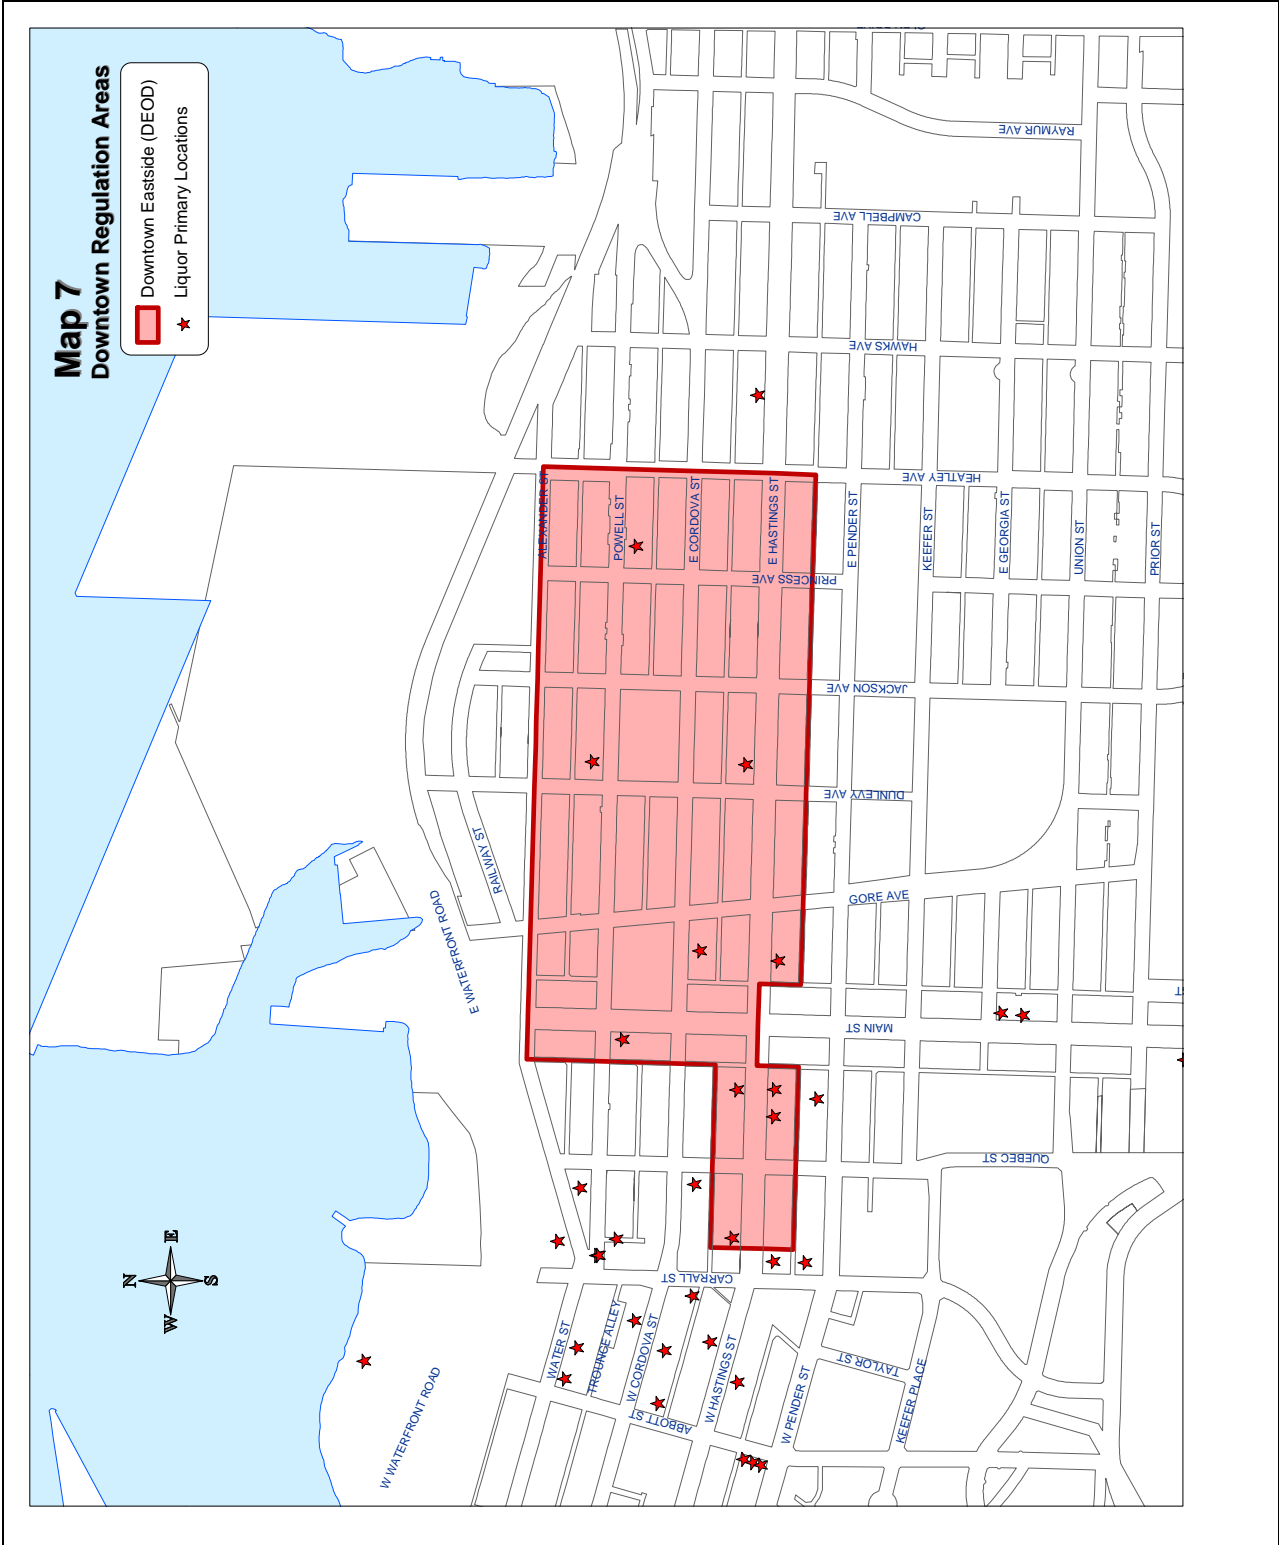 Map 7
Downtown Regulation Areas
Downtown Eastside (DEOD)
Liquor Primary Locations
RAYMUR AVE
CAMPBELL AVE
HAWKS AVE
HEATLEY AVE
ALEXANDER ST
POWELL ST
E CORDOVA ST
E HASTINGS ST
E PENDER ST
KEEFER ST
E GEORGIA ST
UNION ST
PRIOR ST
PRINCESS AVE
JACKSON AVE
DUNLEVY AVE
RAILWAY ST
GORE AVE
E WATERFRONT ROAD
MAIN ST
ST
QUEBEC ST
N
E
S
W
CARRALL ST
WATER ST
TROUNCE ALLEY
W CORDOVA ST
W HASTINGS ST
W PENDER ST
TAYLOR ST
KEEFER PLACE
ABBOTT ST
W WATERFRONT ROAD